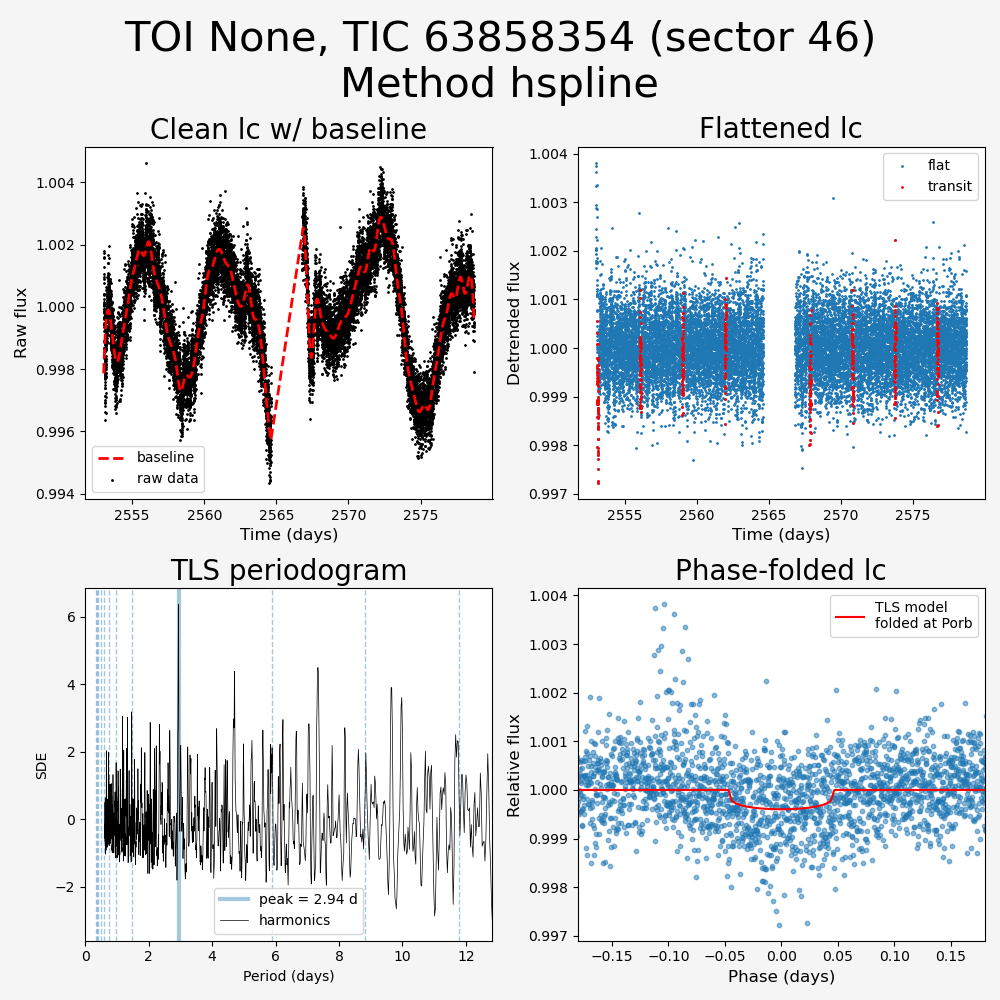 TOI None, TIC 63858354 (sector 46)
Method hspline
Clean lc w/ baseline
Raw flux
1.004
1.002
1.000
0.998
0.996
0.994
baseline
raw data
2555
2560
2565
2570
2575
Time (days)
Flattened lc
Detrended flux
1.004
1.003
1.002
1.001
1.000
0.999
0.998
0.997
flat
transit
2555
2560
2565
2570
2575
Time (days)
TLS periodogram
SDE
6
4
2
0
−2
peak = 2.94 d
harmonics
0
2
4
6
8
10
12
Period (days)
Phase-folded lc
Relative flux
1.004
1.003
1.002
1.001
1.000
0.999
0.998
0.997
TLS model
folded at Porb
−0.15
−0.10
−0.05
0.00
0.05
0.10
0.15
Phase (days)